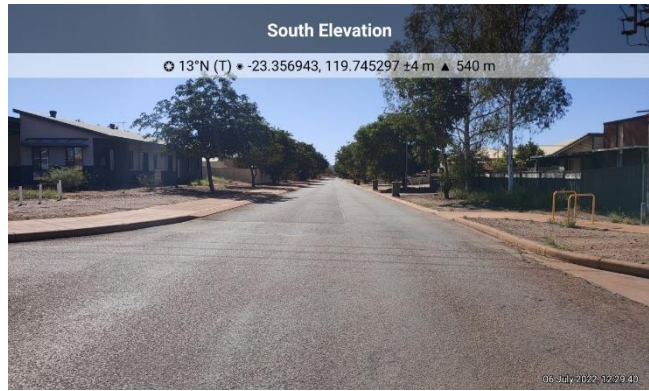 South Elevation
13°N (T) ● -23.356943, 119.745297 ±4 m ▲ 540 m
06 July 2022, 12:29:40